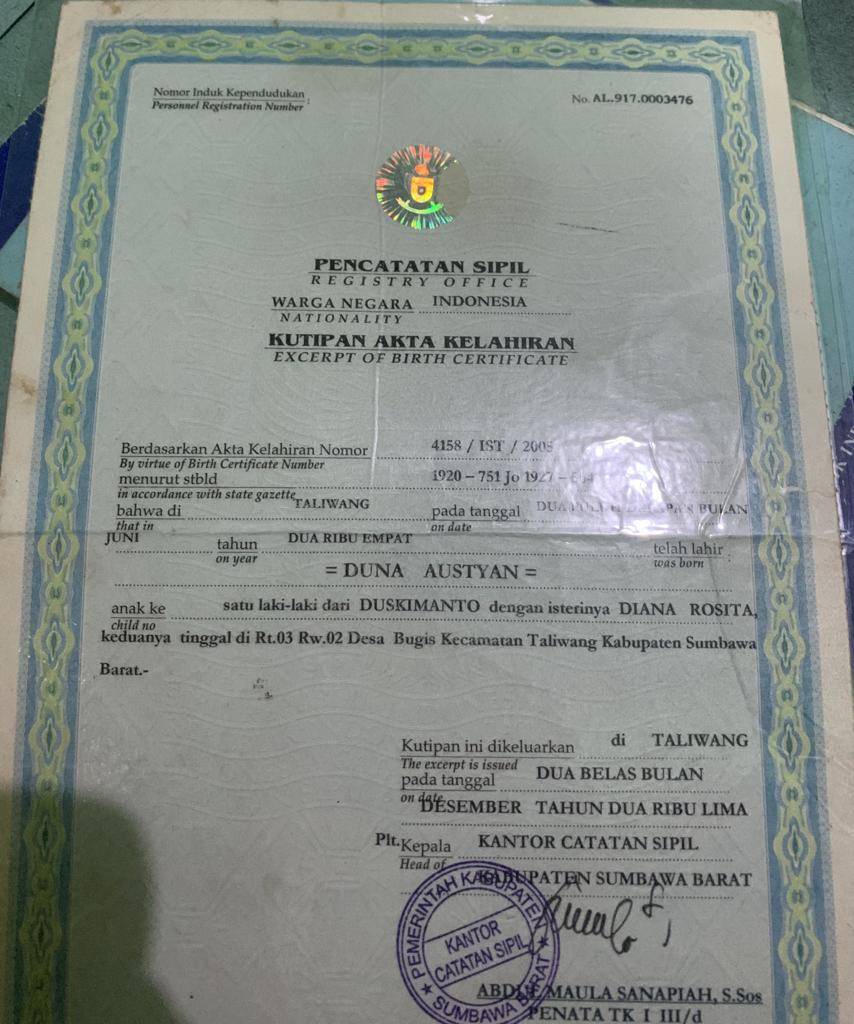 Nomor Induk Kependudukan :
Personnel Registration Number
No. AL.917.0003476
PENCATATAN SIPIL
REGISTRY OFFICE
WARGA NEGARA INDONESIA
NATIONALITY
KUTIPAN AKTA KELAHIRAN
EXCERPT OF BIRTH CERTIFICATE
Berdasarkan Akta Kelahiran Nomor 4158 / IST / 2005
By virtue of Birth Certificate Number
menurut stbld 1920 – 751 Jo 1927 –
in accordance with state gazette
bahwa di TALIWANG pada tanggal DUA PULUH DELAPAN BULAN
that in on date
JUNI tahun DUA RIBU EMPAT telah lahir :
on year was born
= DUNA AUSTYAN =
anak ke satu laki-laki dari DUSKIMANTO dengan isterinya DIANA ROSITA,
child no
keduanya tinggal di Rt.03 Rw.02 Desa Bugis Kecamatan Taliwang Kabupaten Sumbawa
Barat.-
Kutipan ini dikeluarkan di TALIWANG
The excerpt is issued
pada tanggal DUA BELAS BULAN
on date
DESEMBER TAHUN DUA RIBU LIMA
Plt. Kepala KANTOR CATATAN SIPIL
Head of
KABUPATEN SUMBAWA BARAT
PEMERINTAH KABUPATEN
KANTOR
CATATAN SIPIL
SUMBAWA BARAT
ABDUL MAULA SANAPIAH, S.Sos
PENATA TK I III/d